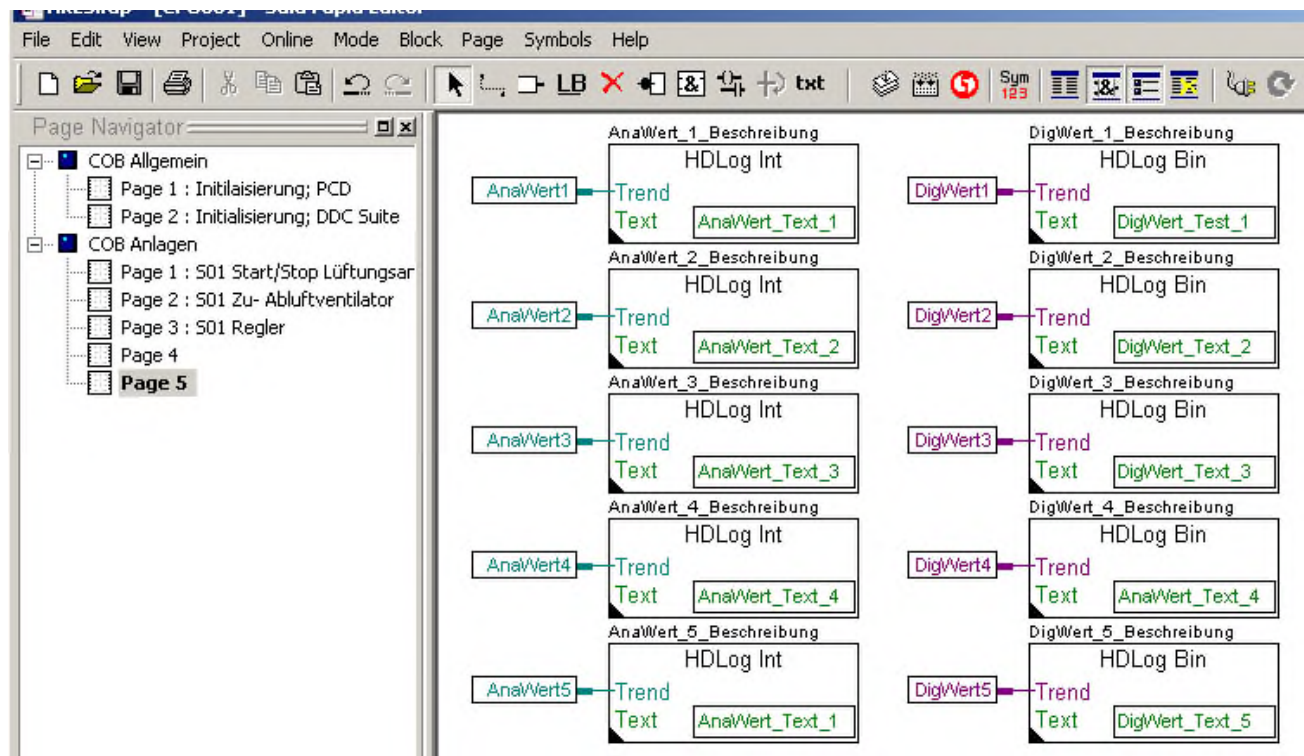 File Edit View Project Online Mode Block Page Symbols Help
LB txt Sym 123
Page Navigator
COB Allgemein
Page 1 : Initilaisierung; PCD
Page 2 : Initialisierung; DDC Suite
COB Anlagen
Page 1 : S01 Start/Stop Lüftungsar
Page 2 : S01 Zu- Abluftventilator
Page 3 : S01 Regler
Page 4
Page 5
AnaWert_1_Beschreibung
HDLog Int
AnaWert1 Trend
Text AnaWert_Text_1
AnaWert_2_Beschreibung
HDLog Int
AnaWert2 Trend
Text AnaWert_Text_2
AnaWert_3_Beschreibung
HDLog Int
AnaWert3 Trend
Text AnaWert_Text_3
AnaWert_4_Beschreibung
HDLog Int
AnaWert4 Trend
Text AnaWert_Text_4
AnaWert_5_Beschreibung
HDLog Int
AnaWert5 Trend
Text AnaWert_Text_1
DigWert_1_Beschreibung
HDLog Bin
DigWert1 Trend
Text DigWert_Test_1
DigWert_2_Beschreibung
HDLog Bin
DigWert2 Trend
Text DigWert_Text_2
DigWert_3_Beschreibung
HDLog Bin
DigWert3 Trend
Text DigWert_Text_3
DigWert_4_Beschreibung
HDLog Bin
DigWert4 Trend
Text AnaWert_Text_4
DigWert_5_Beschreibung
HDLog Bin
DigWert5 Trend
Text DigWert_Text_5